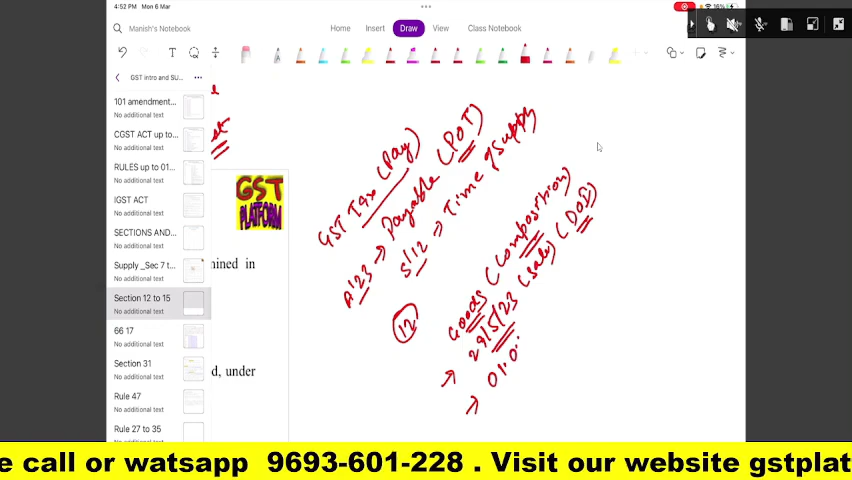 4:52 PM Mon 6 Mar
16%
Manish's Notebook
Home Insert Draw View Class Notebook
GST intro and SU...
101 amendment...
No additional text
CGST ACT up to...
No additional text
RULES up to 01...
No additional text
IGST ACT
No additional text
SECTIONS AND...
No additional text
Supply _Sec 7 t...
No additional text
Section 12 to 15
No additional text
66 17
No additional text
Section 31
No additional text
Rule 47
No additional text
Rule 27 to 35
No additional text
GST
PLATFORM
mined in
d, under
GST Tax (Pay)
A'23 → Payable (POT)
S'12 → Time of Supply
12
Goods (Composition)
→ 29/5/23 (Sale) (DOI)
→ 01.0
e call or watsapp 9693-601-228 . Visit our website gstplat